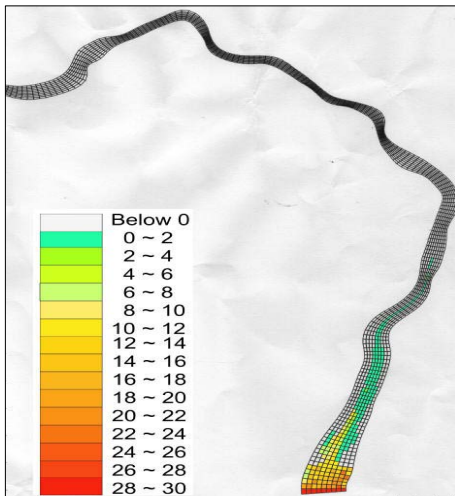 Below 0
0 ~ 2
2 ~ 4
4 ~ 6
6 ~ 8
8 ~ 10
10 ~ 12
12 ~ 14
14 ~ 16
16 ~ 18
18 ~ 20
20 ~ 22
22 ~ 24
24 ~ 26
26 ~ 28
28 ~ 30